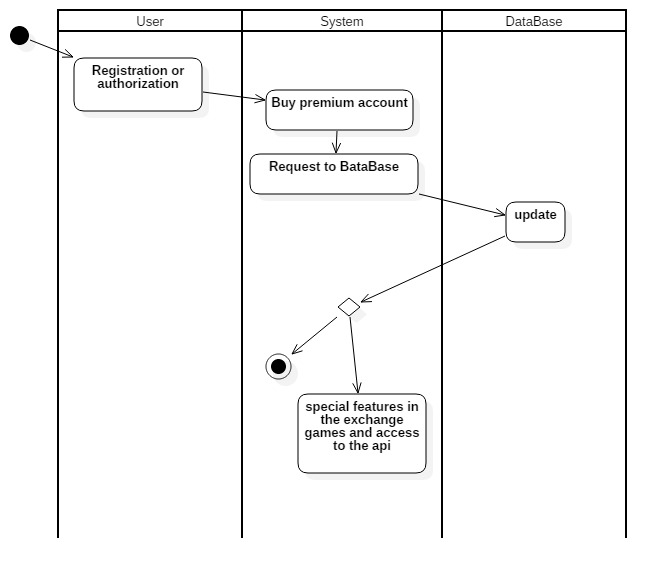 User
System
DataBase
Registration or
authorization
Buy premium account
Request to BataBase
update
special features in
the exchange
games and access
to the api